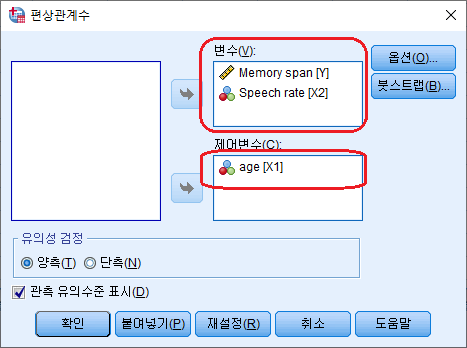 편상관계수
변수(V):
Memory span [Y]
Speech rate [X2]
옵션(O)...
붓스트랩(B)...
제어변수(C):
age [X1]
유의성 검정
양측(T) 단측(N)
관측 유의수준 표시(D)
확인 붙여넣기(P) 재설정(R) 취소 도움말